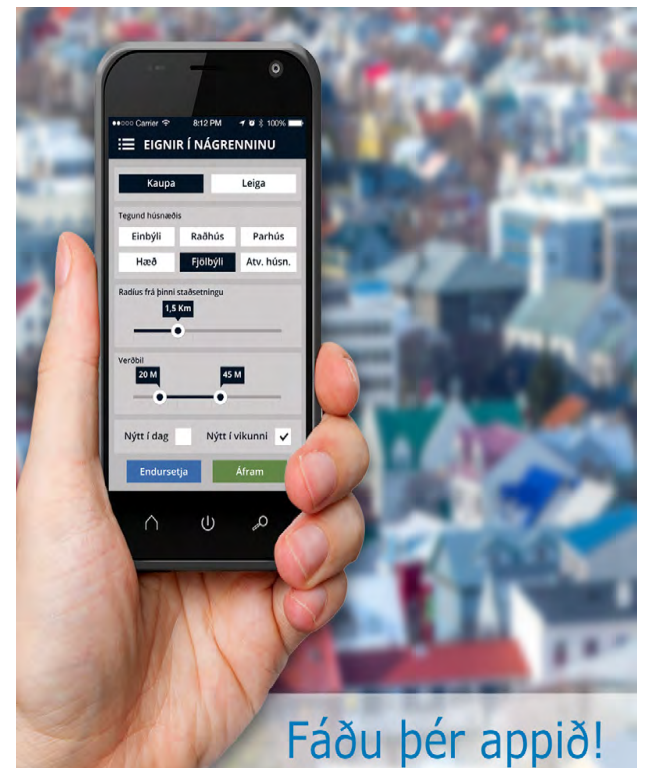 Carrier 8:12 PM 100%
EIGNIR Í NÁGRENNINU
Kaupa Leiga
Tegund húsnæðis
Einbýli Raðhús Parhús
Hæð Fjölbýli Atv. húsn.
Radíus frá þinni staðsetningu
1,5 Km
Verðbil
20 M 45 M
Nýtt í dag Nýtt í vikunni
Endursetja Áfram
Fáðu þér appið!